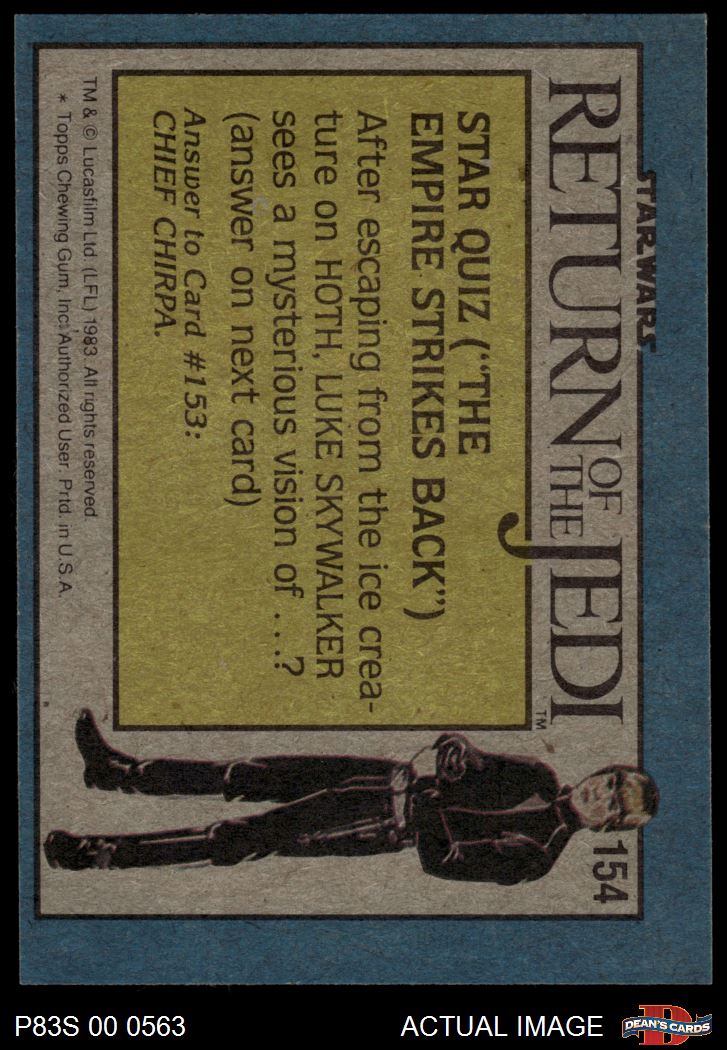 STAR WARS
RETURN OF THE JEDI
TM
154
STAR QUIZ ("THE
EMPIRE STRIKES BACK")
After escaping from the ice crea-
ture on HOTH, LUKE SKYWALKER
sees a mysterious vision of . . .?
(answer on next card)
Answer to Card #153:
CHIEF CHIRPA.
TM & © Lucasfilm Ltd. (LFL) 1983. All rights reserved.
* Topps Chewing Gum, Inc. Authorized User. Prtd. in U.S.A.
P83S 00 0563
ACTUAL IMAGE
D
DEAN'S CARDS